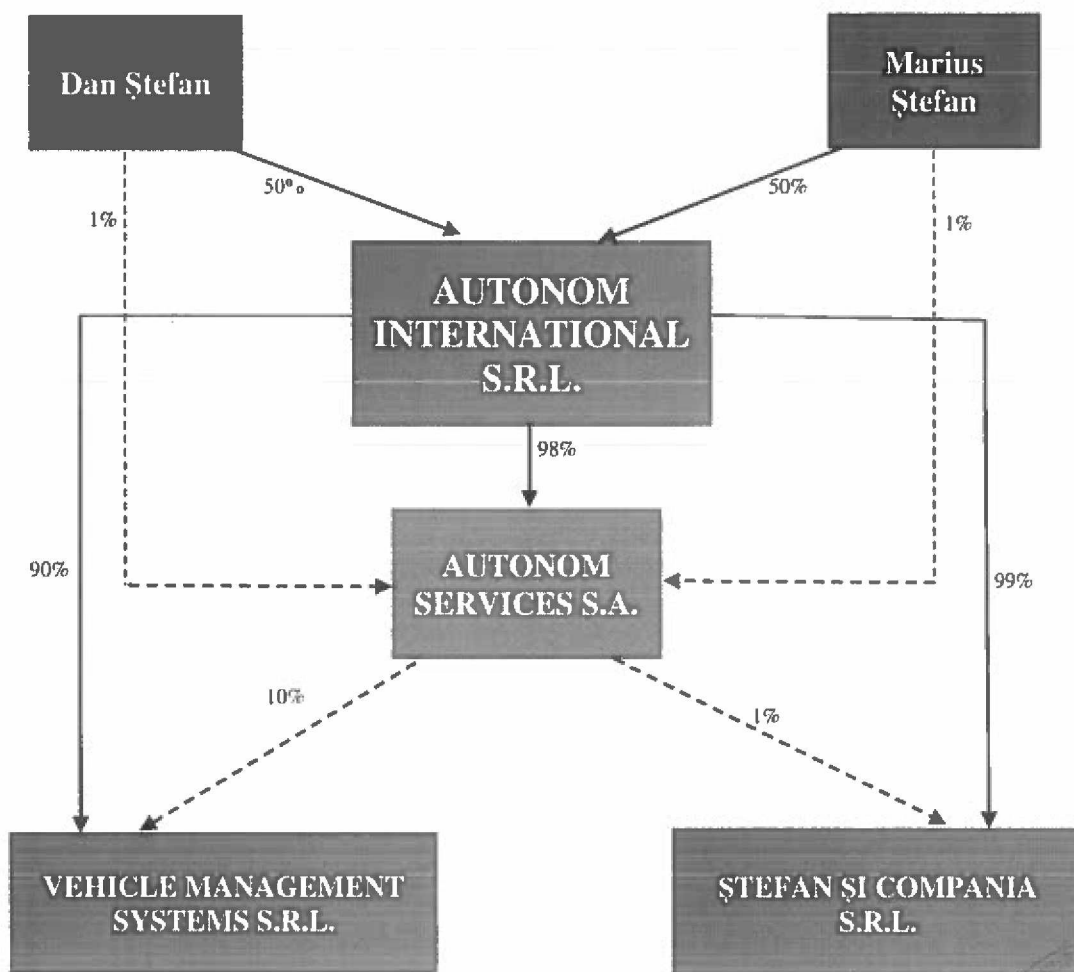 Dan Ștefan
Marius
Ștefan
50%
50%
1%
1%
AUTONOM
INTERNATIONAL
S.R.L.
98%
AUTONOM
SERVICES S.A.
90%
99%
10%
1%
VEHICLE MANAGEMENT
SYSTEMS S.R.L.
ȘTEFAN ȘI COMPANIA
S.R.L.